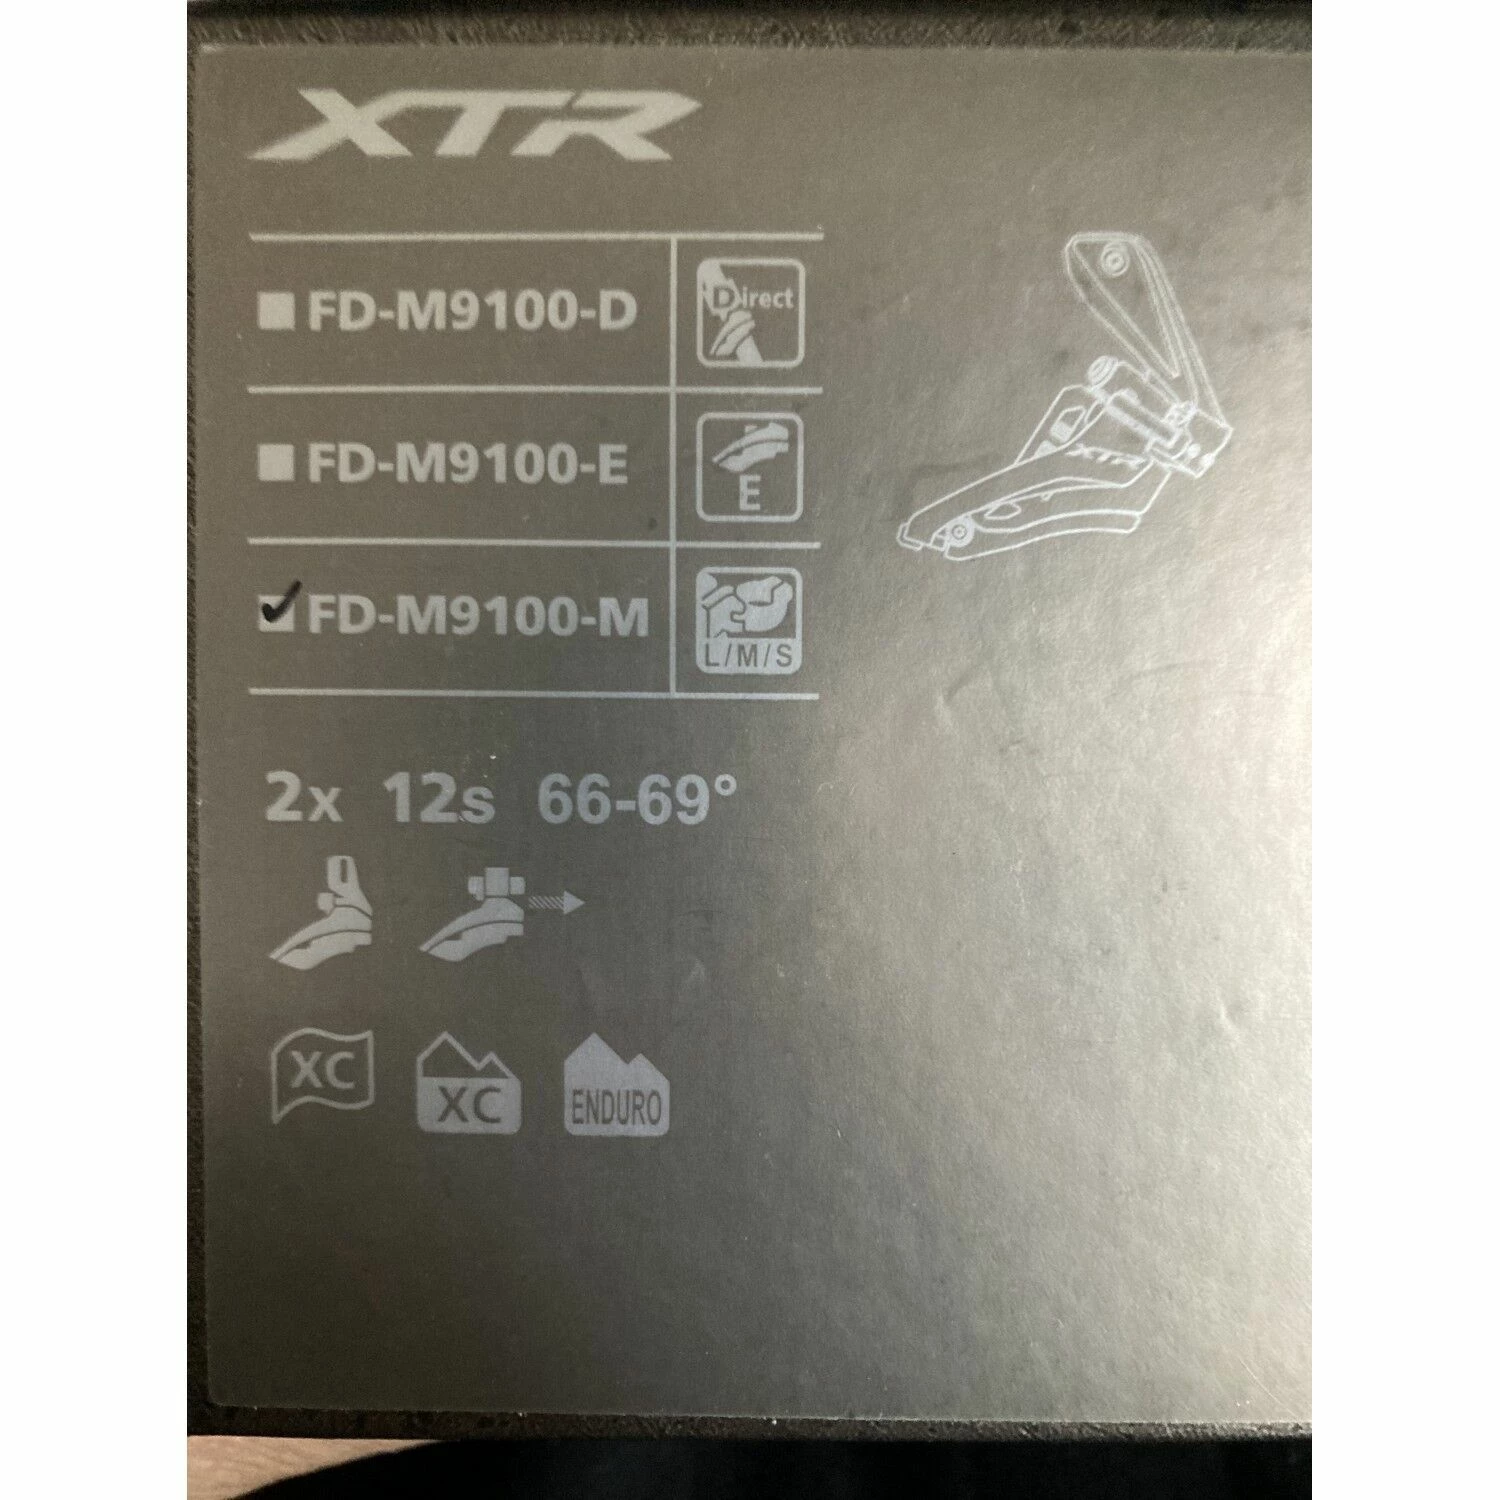 XTR
FD-M9100-D
Direct
FD-M9100-E
E
FD-M9100-M
L/M/S
2x 12s 66-69°
XC
XC
ENDURO
XTR